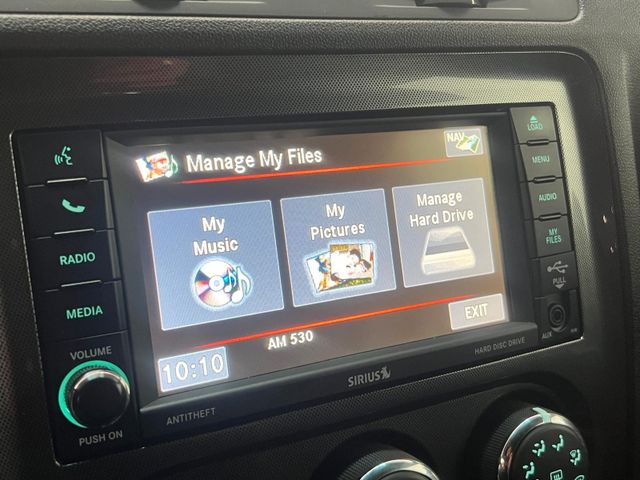 LOAD
NAV
Manage My Files
MENU
My
Music
My
Pictures
Manage
Hard Drive
AUDIO
RADIO
MY
FILES
MEDIA
PULL
EXIT
AM 530
AUX
VOLUME
10:10
HARD DISC DRIVE
SIRIUS
ANTITHEFT
PUSH ON